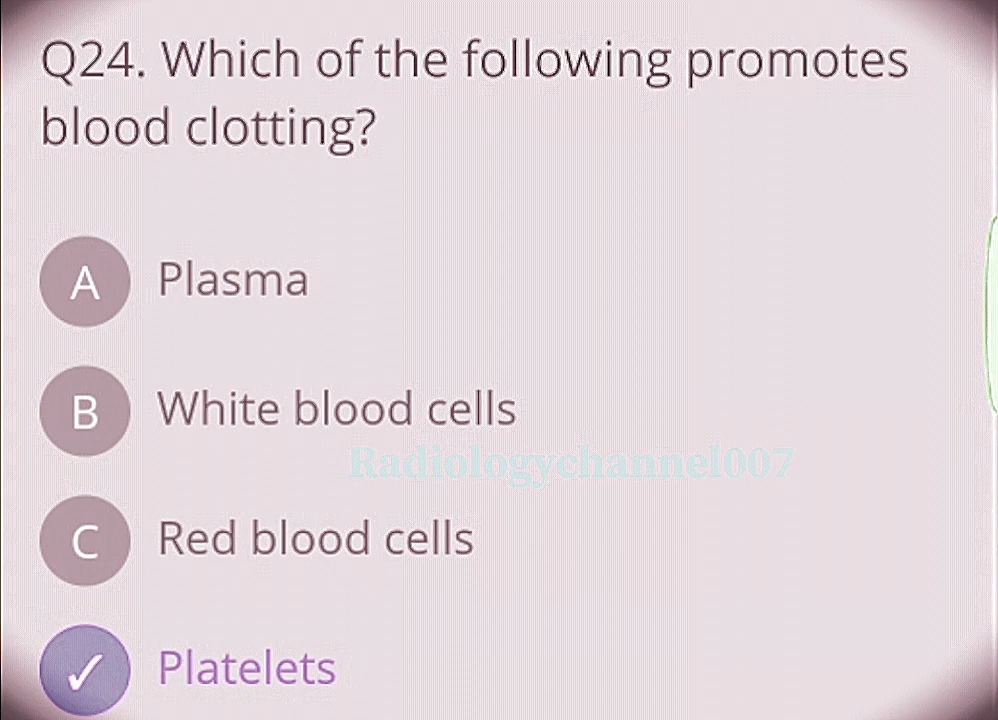 Q24. Which of the following promotes
blood clotting?
A Plasma
B White blood cells
Radiologychannel007
C Red blood cells
✓ Platelets